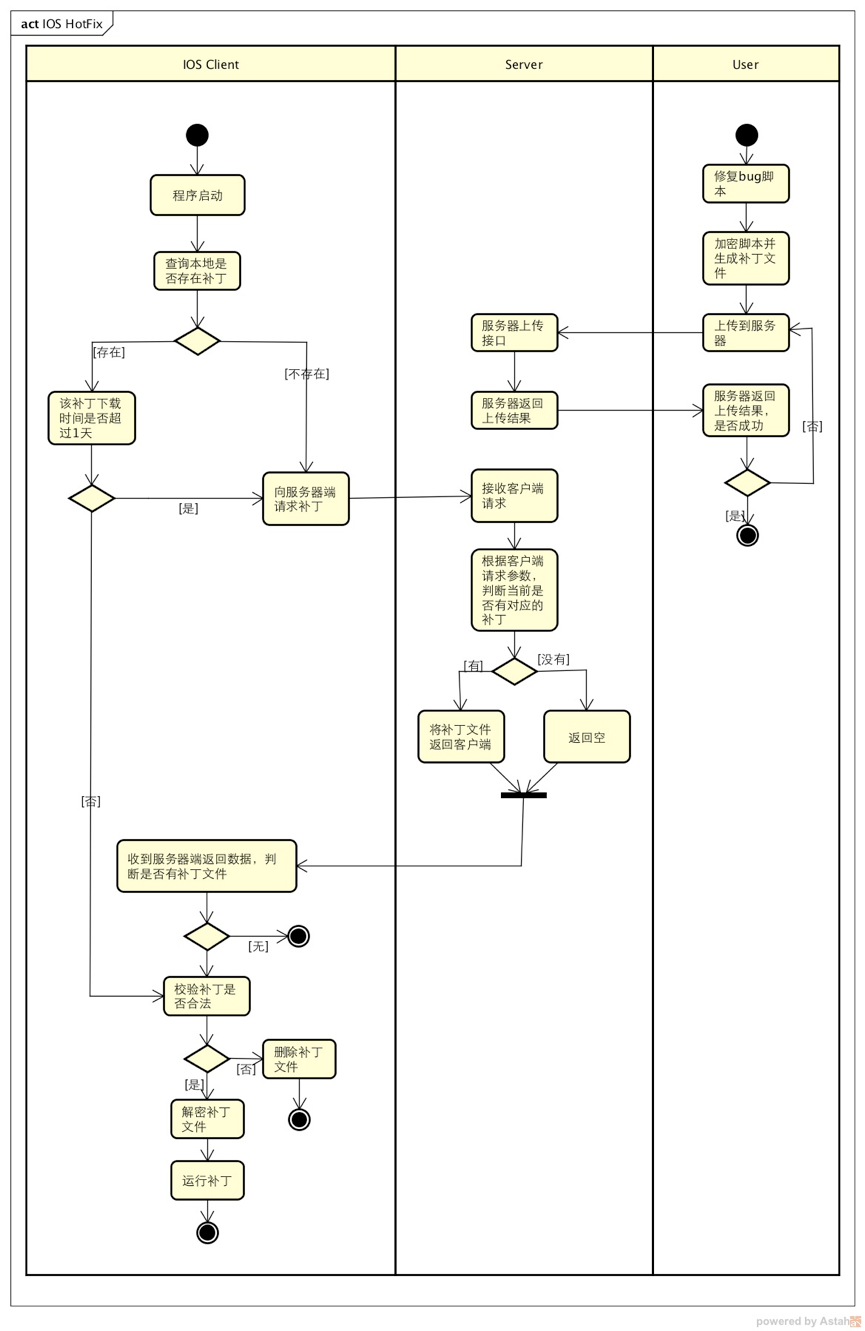 act IOS HotFix
IOS Client
Server
User
程序启动
查询本地是
否存在补丁
[存在]
[不存在]
该补丁下载
时间是否超
过1天
[是]
向服务器端
请求补丁
[否]
收到服务器端返回数据，判
断是否有补丁文件
[无]
校验补丁是
否合法
[否]
删除补丁
文件
[是]
解密补丁
文件
运行补丁
服务器上传
接口
服务器返回
上传结果
接收客户端
请求
根据客户端
请求参数，
判断当前是
否有对应的
补丁
[有]
[没有]
将补丁文件
返回客户端
返回空
修复bug脚
本
加密脚本并
生成补丁文
件
上传到服务
器
服务器返回
上传结果，
是否成功
[否]
[是]
powered by Astah